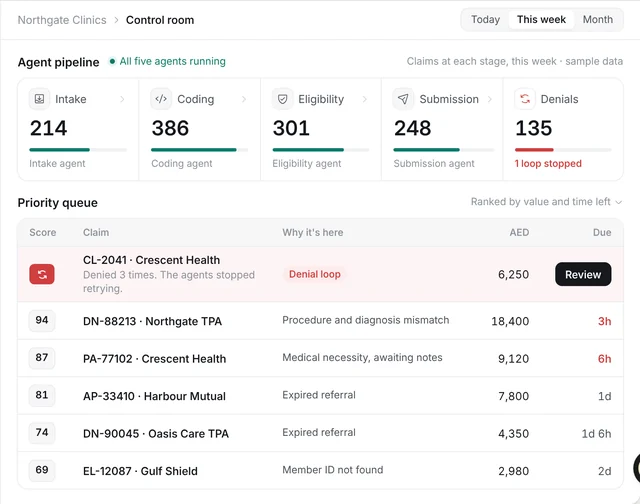 Northgate Clinics > Control room
Today This week Month
Agent pipeline • All five agents running
Claims at each stage, this week · sample data
Intake
214
Intake agent
Coding
386
Coding agent
Eligibility
301
Eligibility agent
Submission
248
Submission agent
Denials
135
1 loop stopped
Priority queue
Ranked by value and time left
Score Claim Why it's here AED Due
CL-2041 · Crescent Health
Denied 3 times. The agents stopped
retrying.
Denial loop 6,250 Review
94 DN-88213 · Northgate TPA Procedure and diagnosis mismatch 18,400 3h
87 PA-77102 · Crescent Health Medical necessity, awaiting notes 9,120 6h
81 AP-33410 · Harbour Mutual Expired referral 7,800 1d
74 DN-90045 · Oasis Care TPA Expired referral 4,350 1d 6h
69 EL-12087 · Gulf Shield Member ID not found 2,980 2d